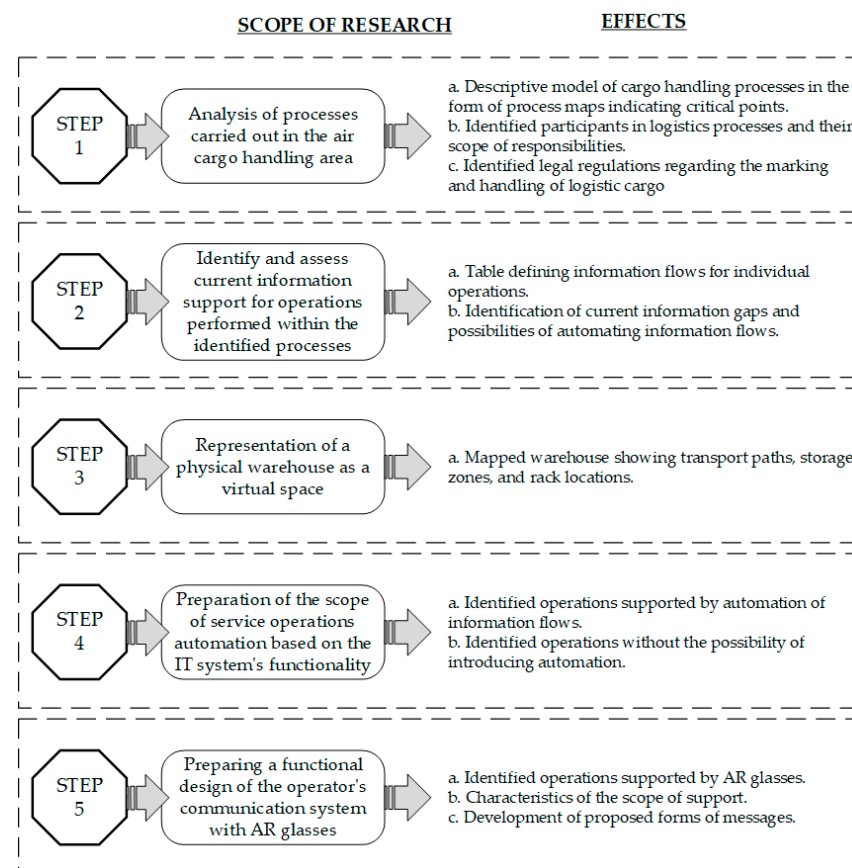 SCOPE OF RESEARCH
EFFECTS
STEP
1
Analysis of processes
carried out in the air
cargo handling area
a. Descriptive model of cargo handling processes in the
form of process maps indicating critical points.
b. Identified participants in logistics processes and their
scope of responsibilities.
c. Identified legal regulations regarding the marking
and handling of logistic cargo
STEP
2
Identify and assess
current information
support for operations
performed within the
identified processes
a. Table defining information flows for individual
operations.
b. Identification of current information gaps and
possibilities of automating information flows.
STEP
3
Representation of a
physical warehouse as a
virtual space
a. Mapped warehouse showing transport paths, storage
zones, and rack locations.
STEP
4
Preparation of the scope
of service operations
automation based on the
IT system's functionality
a. Identified operations supported by automation of
information flows.
b. Identified operations without the possibility of
introducing automation.
STEP
5
Preparing a functional
design of the operator's
communication system
with AR glasses
a. Identified operations supported by AR glasses.
b. Characteristics of the scope of support.
c. Development of proposed forms of messages.